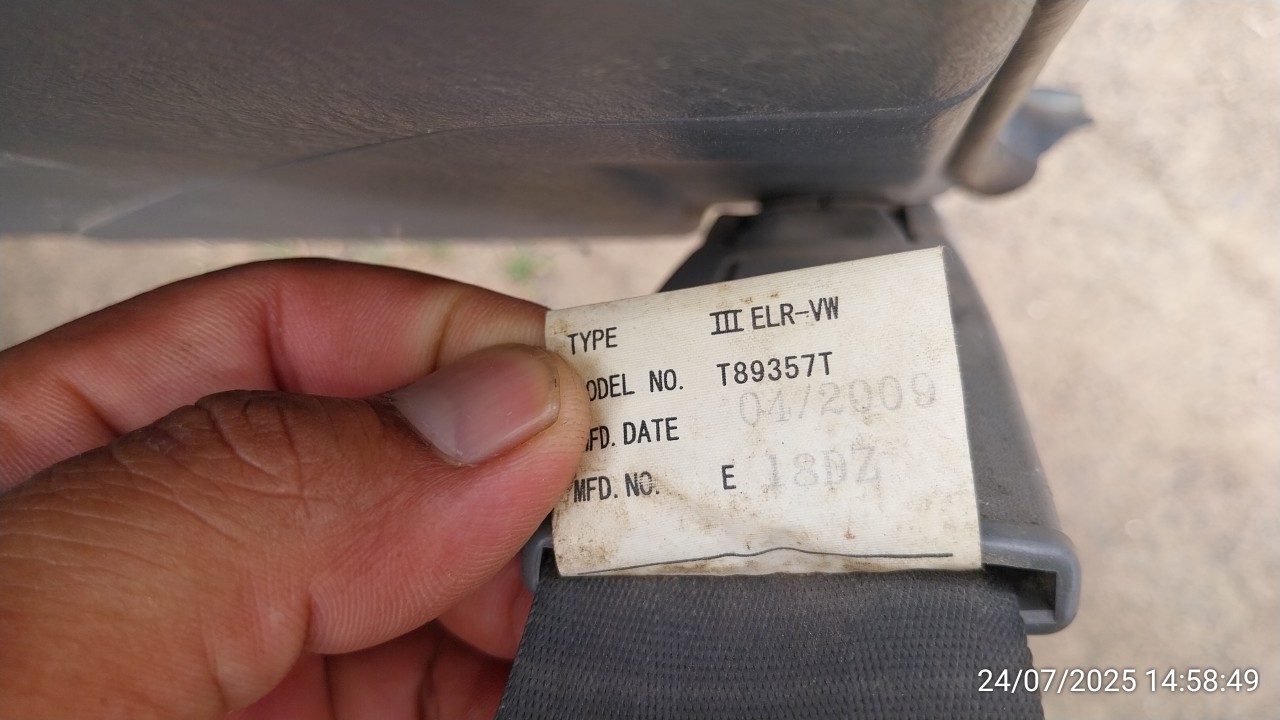 TYPE III ELR-VW
ODEL NO. T89357T
FD. DATE 04/2009
MFD. NO. E 18DZ
24/07/2025 14:58:49